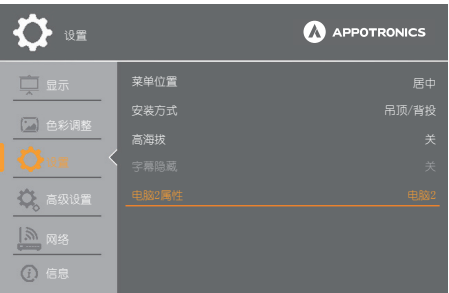 设置
APPOTRONICS
显示
色彩调整
设置
高级设置
网络
信息
菜单位置 居中
安装方式 吊顶/背投
高海拔 关
字幕隐藏 关
电脑2属性 电脑2